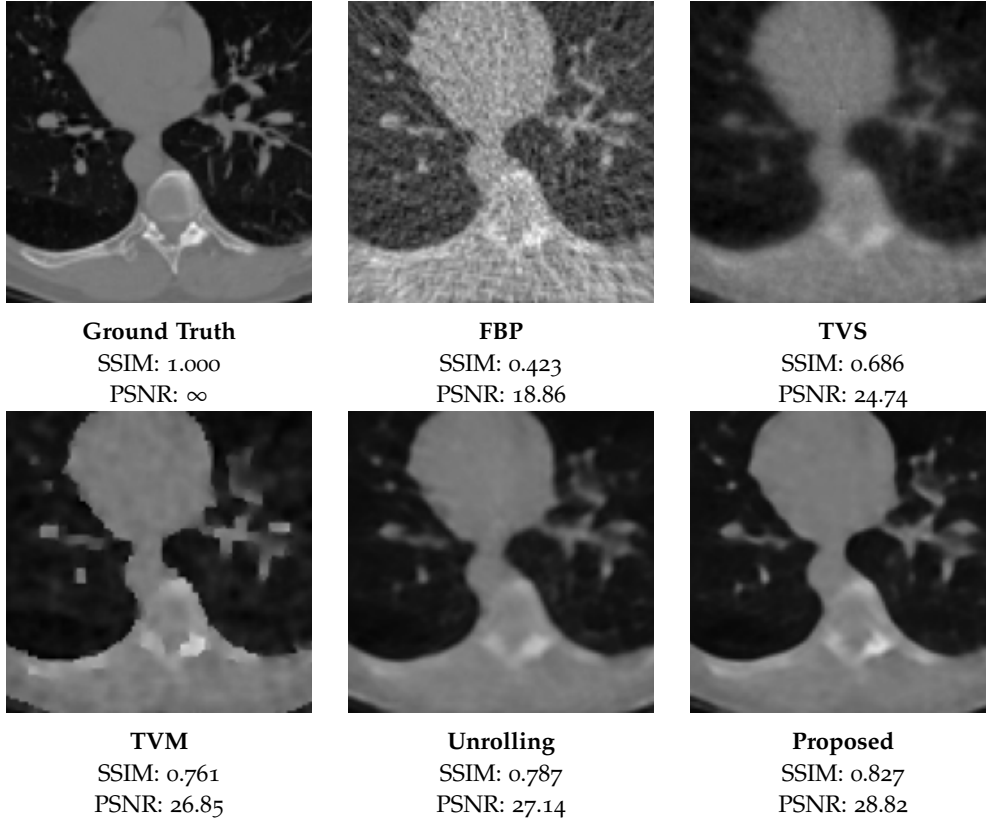 Ground Truth
SSIM: 1.000
PSNR: ∞
FBP
SSIM: 0.423
PSNR: 18.86
TVS
SSIM: 0.686
PSNR: 24.74
TVM
SSIM: 0.761
PSNR: 26.85
Unrolling
SSIM: 0.787
PSNR: 27.14
Proposed
SSIM: 0.827
PSNR: 28.82